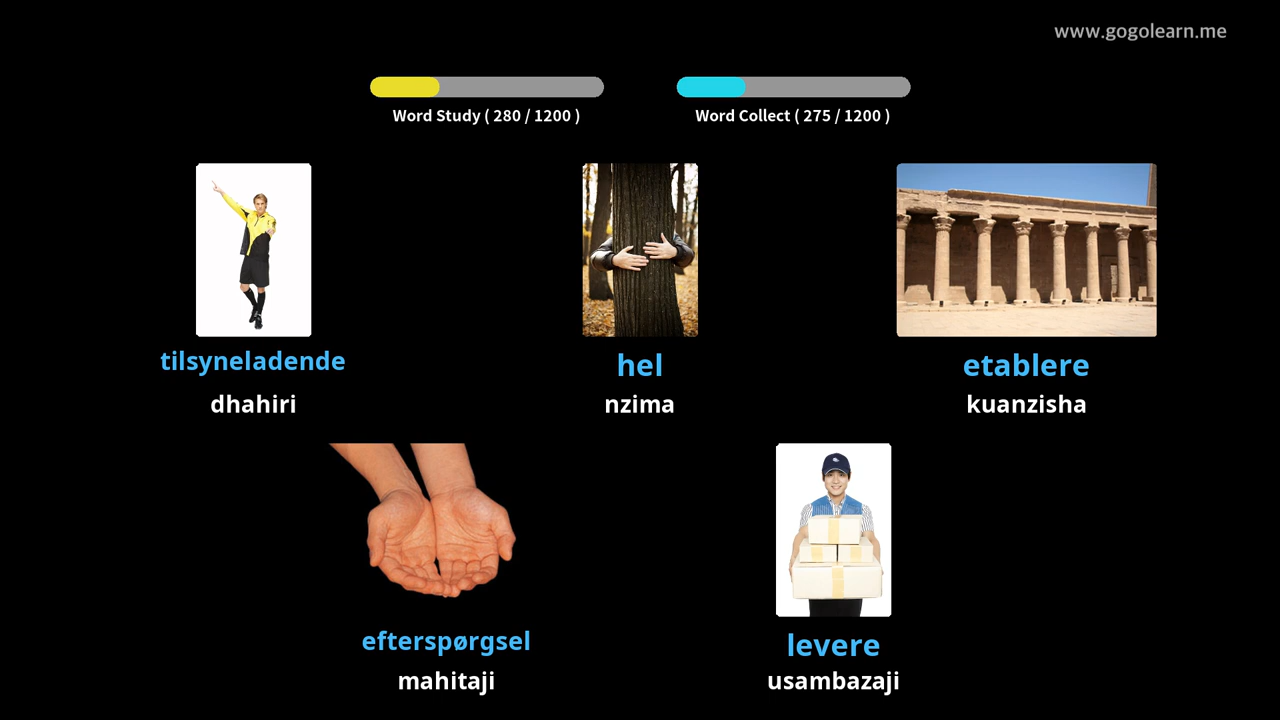 www.gogolearn.me
Word Study ( 280 / 1200 )
Word Collect ( 275 / 1200 )
tilsyneladende
dhahiri
hel
nzima
etablere
kuanzisha
efterspørgsel
mahitaji
levere
usambazaji